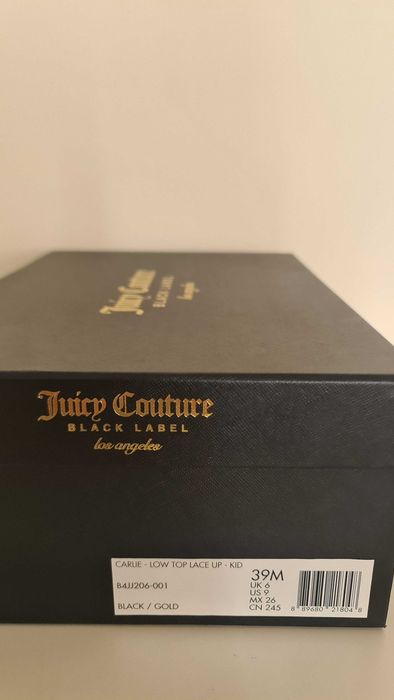 Juicy Couture
BLACK LABEL
los angeles
Juicy Couture
BLACK LABEL
los angeles
CARLIE - LOW TOP LACE UP - KID
39M
B4JJ206-001
UK 6
US 9
MX 26
BLACK / GOLD
CN 245
8 89680 21804 8